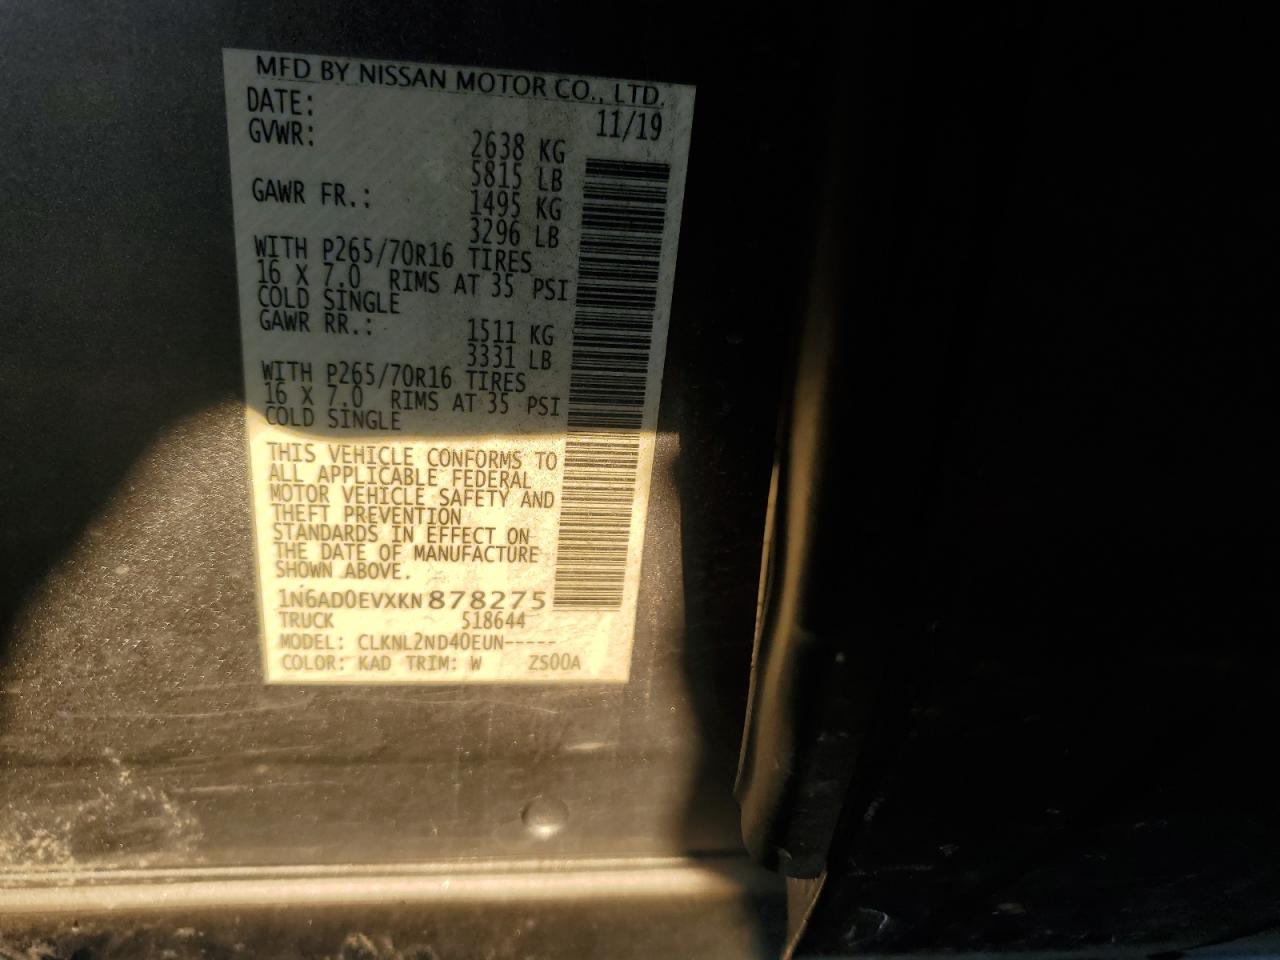 MFD BY NISSAN MOTOR CO., LTD.
DATE: 11/19
GVWR: 2638 KG
5815 LB
GAWR FR.: 1495 KG
3296 LB
WITH P265/70R16 TIRES
16 X 7.0 RIMS AT 35 PSI
COLD SINGLE
GAWR RR.: 1511 KG
3331 LB
WITH P265/70R16 TIRES
16 X 7.0 RIMS AT 35 PSI
COLD SINGLE
THIS VEHICLE CONFORMS TO
ALL APPLICABLE FEDERAL
MOTOR VEHICLE SAFETY AND
THEFT PREVENTION
STANDARDS IN EFFECT ON
THE DATE OF MANUFACTURE
SHOWN ABOVE.
1N6AD0EVXKN878275
TRUCK 518644
MODEL: CLKNL2ND40EUN-----
COLOR: KAD TRIM: W ZS00A